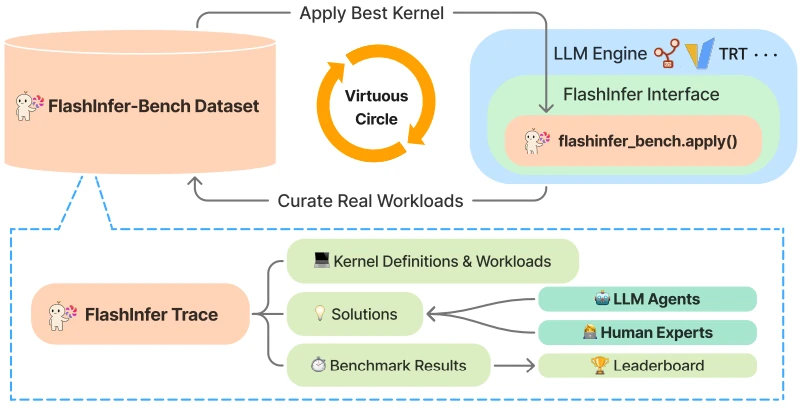 Apply Best Kernel
FlashInfer-Bench Dataset
Virtuous
Circle
LLM Engine TRT ···
FlashInfer Interface
flashinfer_bench.apply()
Curate Real Workloads
FlashInfer Trace
Kernel Definitions & Workloads
Solutions
Benchmark Results
LLM Agents
Human Experts
Leaderboard